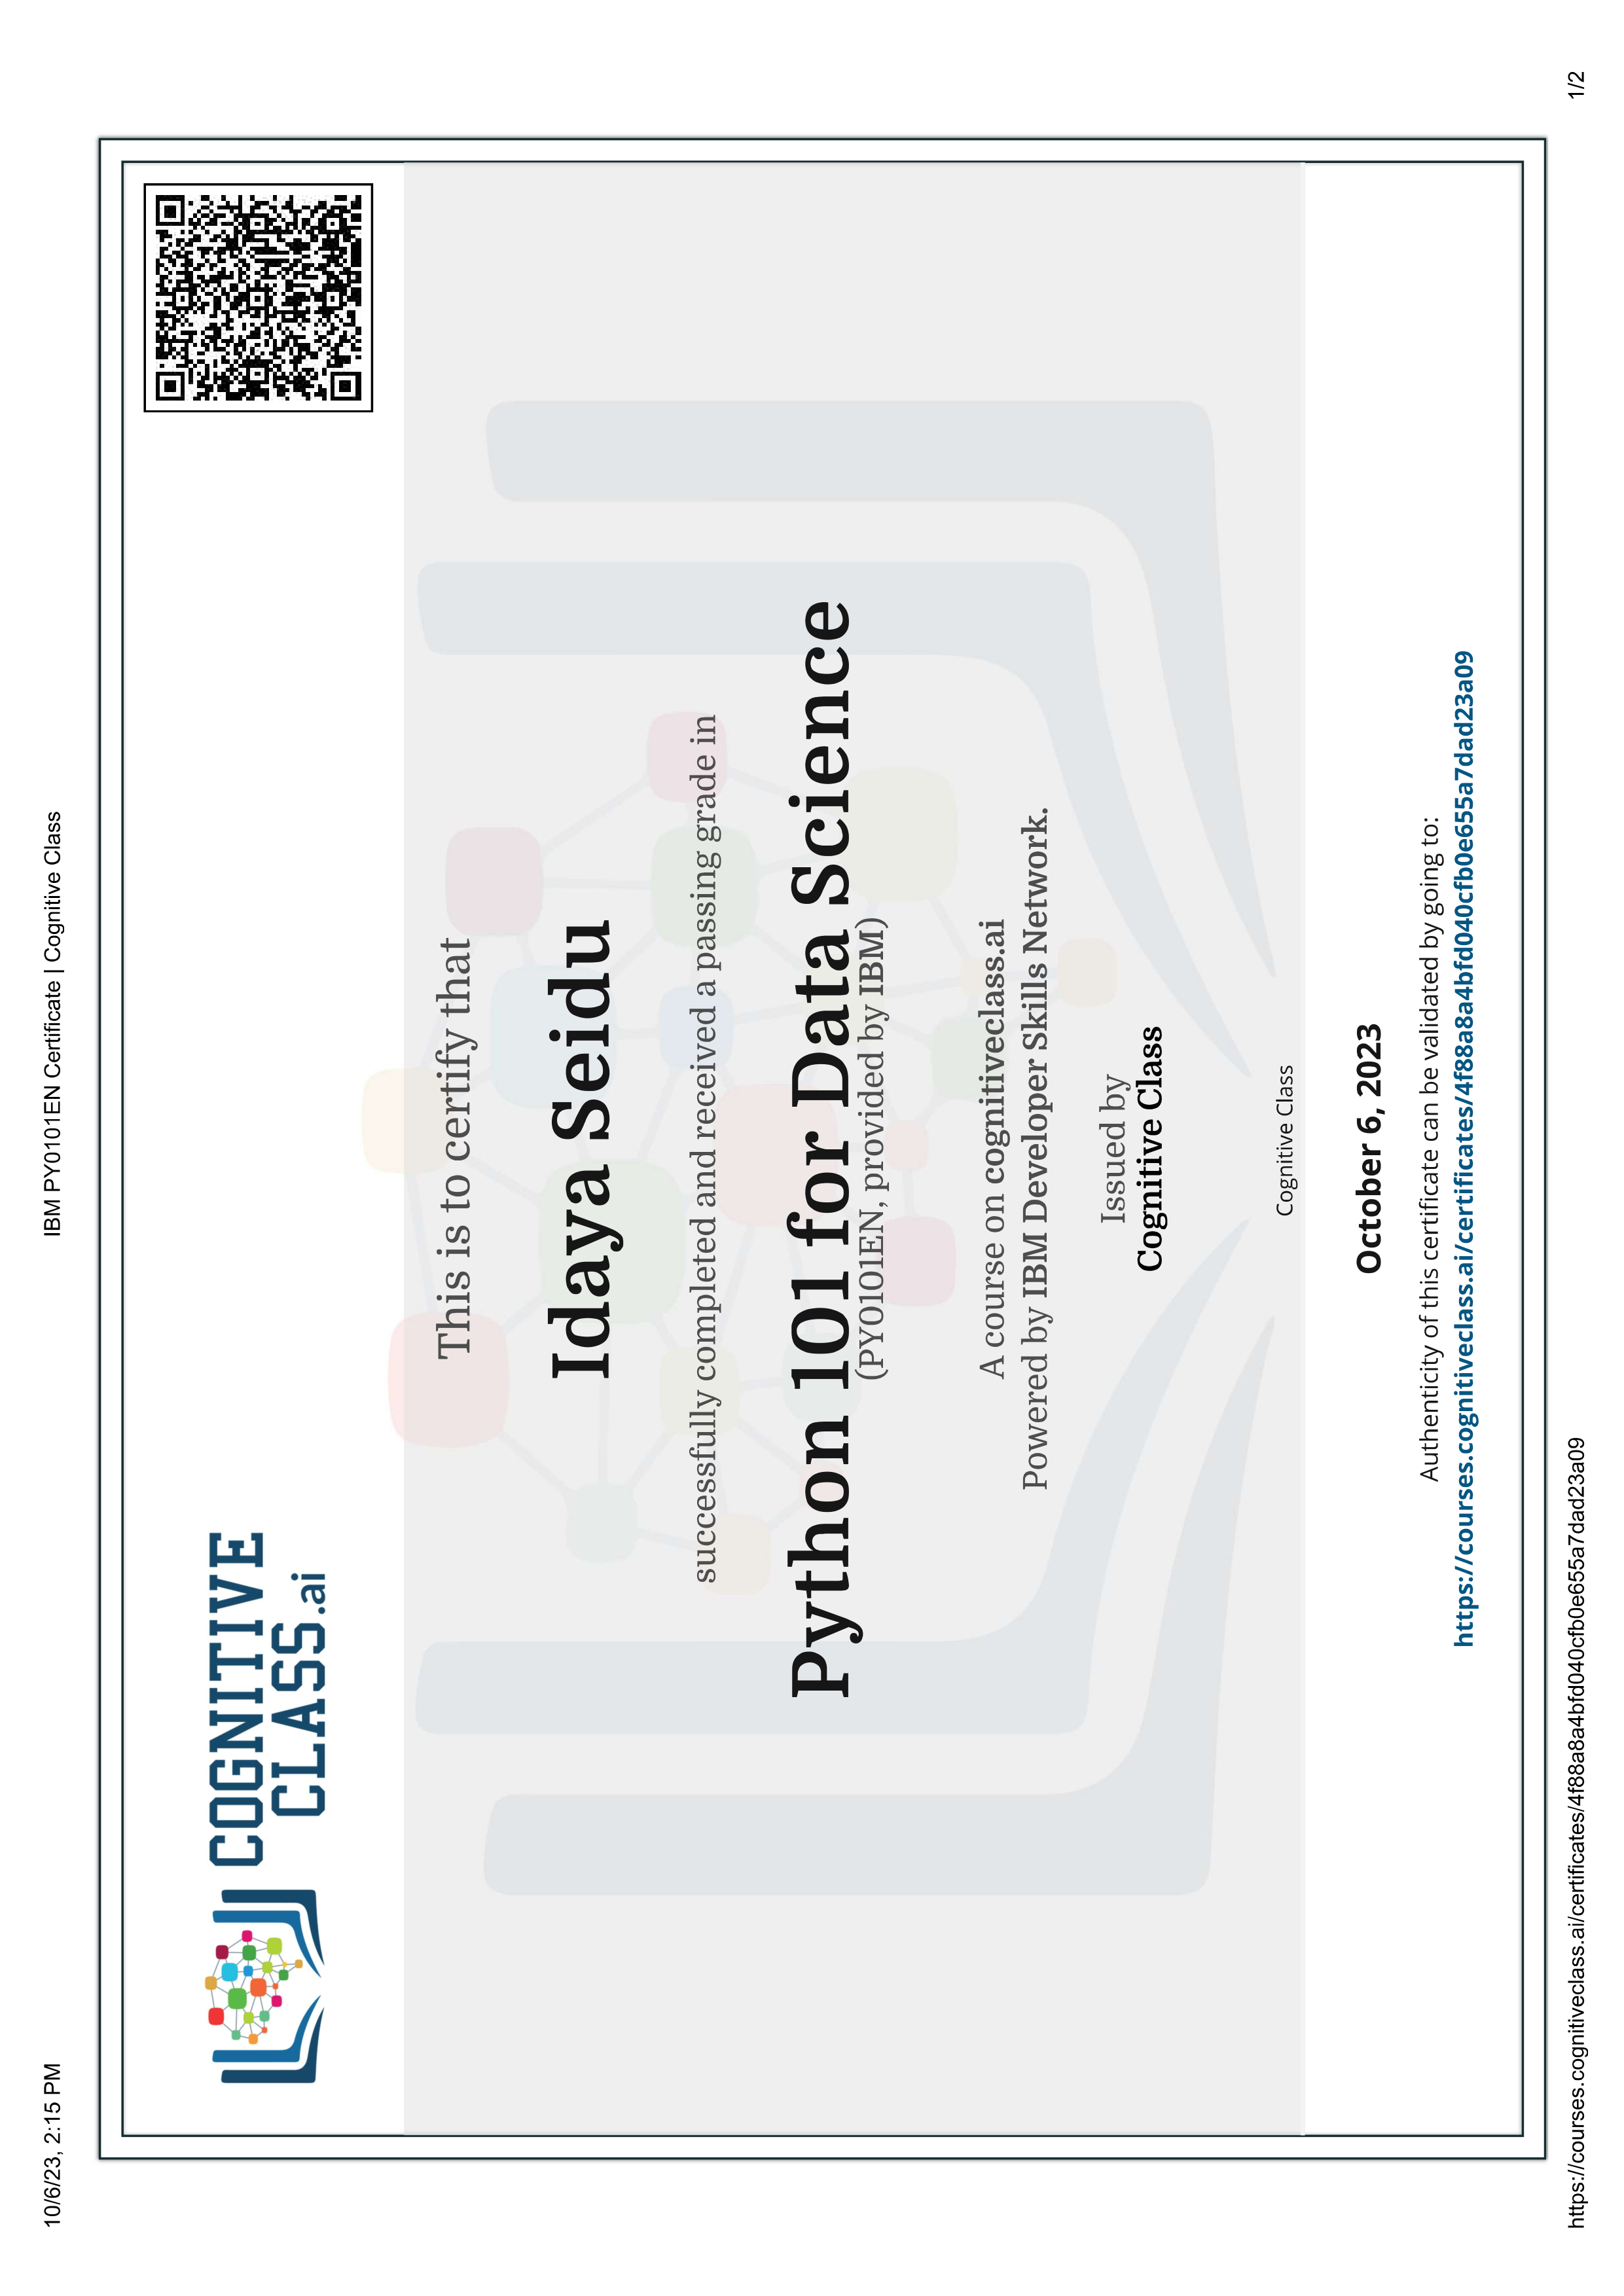 10/6/23, 2:15 PM
IBM PY0101EN Certificate | Cognitive Class
COGNITIVE
CLASS.ai
This is to certify that
Idaya Seidu
successfully completed and received a passing grade in
Python 101 for Data Science
(PY0101EN, provided by IBM)
A course on cognitiveclass.ai
Powered by IBM Developer Skills Network.
Issued by
Cognitive Class
Cognitive Class
October 6, 2023
Authenticity of this certificate can be validated by going to:
https://courses.cognitiveclass.ai/certificates/4f88a8a4bfd040cfb0e655a7dad23a09
https://courses.cognitiveclass.ai/certificates/4f88a8a4bfd040cfb0e655a7dad23a09
1/2